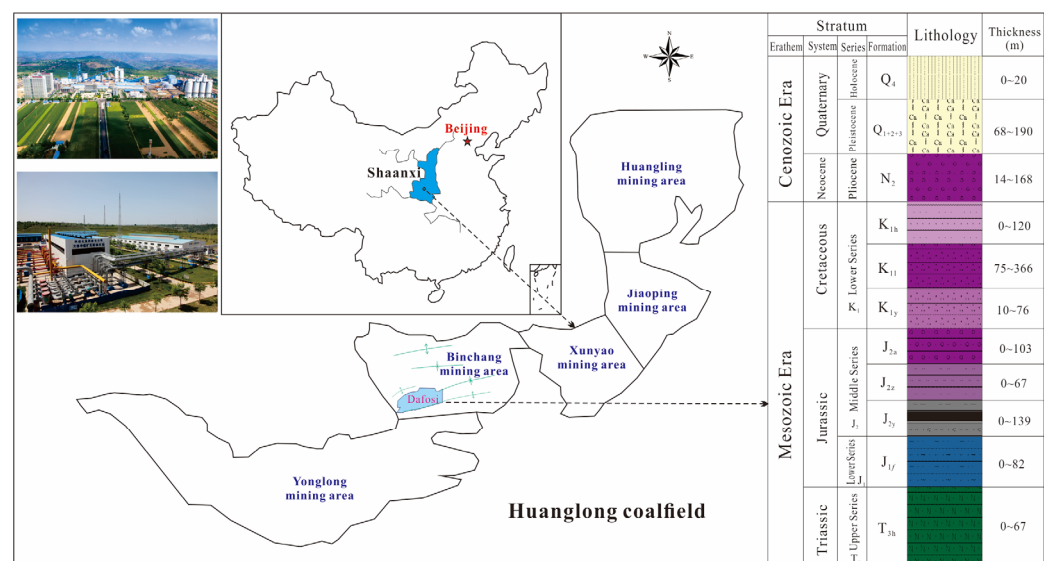 N
W
E
S
Beijing
Shaanxi
Huangling
mining area
Jiaoping
mining area
Xunyao
mining area
Binchang
mining area
Dafosi
Yonglong
mining area
Huanglong coalfield
Stratum
Lithology
Thickness
(m)
Erathem System Series Formation
Cenozoic Era
Quaternary
Holocene
Q4
0~20
Pleistocene
Q1+2+3
Ca
68~190
Neocene
Pliocene
N2
14~168
Mesozoic Era
Cretaceous
Lower Series
K1
K1h
0~120
K1l
75~366
K1y
10~76
Jurassic
Middle Series
J2
J2a
0~103
J2z
0~67
J2y
0~139
Lower Series
J1
J1f
0~82
Triassic
Upper Series
T
T3h
0~67